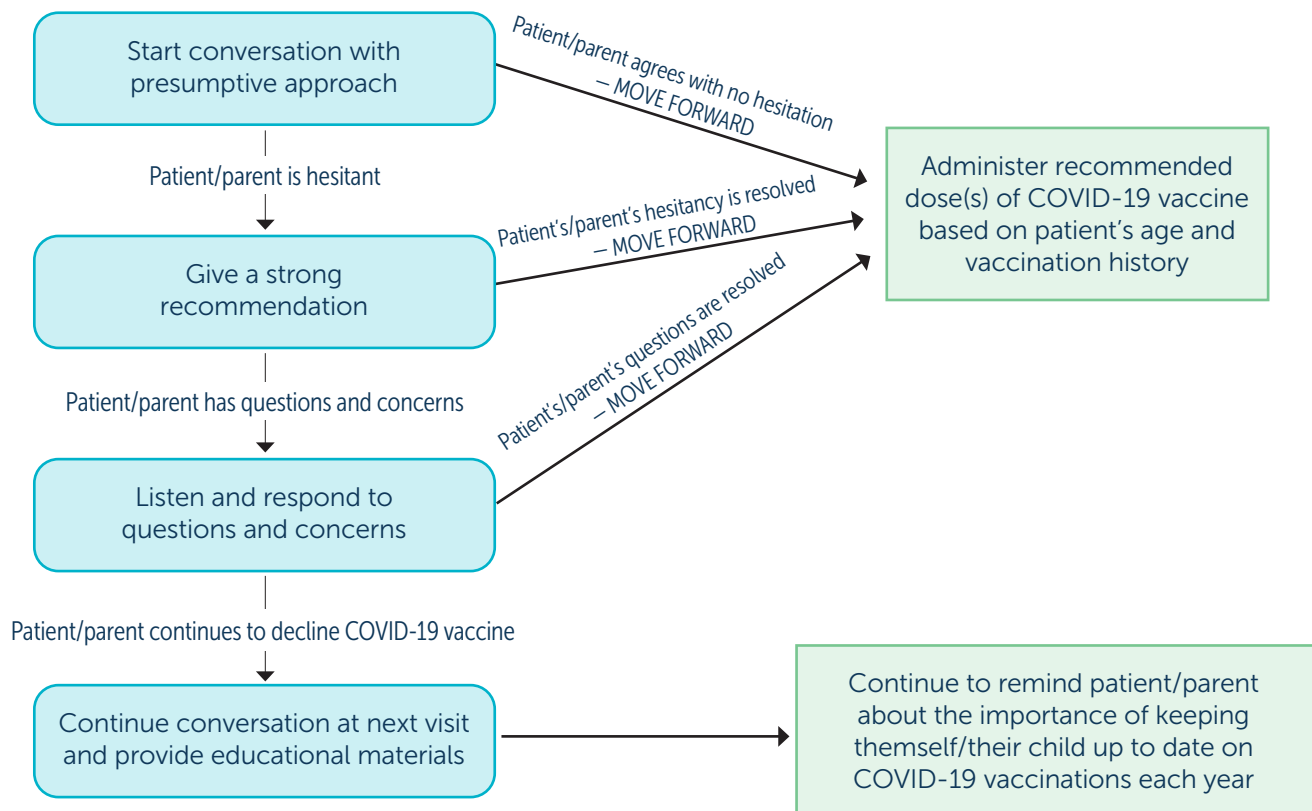 Start conversation with
presumptive approach
Patient/parent agrees with no hesitation
– MOVE FORWARD
Patient/parent is hesitant
Administer recommended
dose(s) of COVID-19 vaccine
based on patient’s age and
vaccination history
Give a strong
recommendation
Patient’s/parent’s hesitancy is resolved
– MOVE FORWARD
Patient/parent has questions and concerns
Listen and respond to
questions and concerns
Patient’s/parent’s questions are resolved
– MOVE FORWARD
Patient/parent continues to decline COVID-19 vaccine
Continue conversation at next visit
and provide educational materials
Continue to remind patient/parent
about the importance of keeping
themself/their child up to date on
COVID-19 vaccinations each year